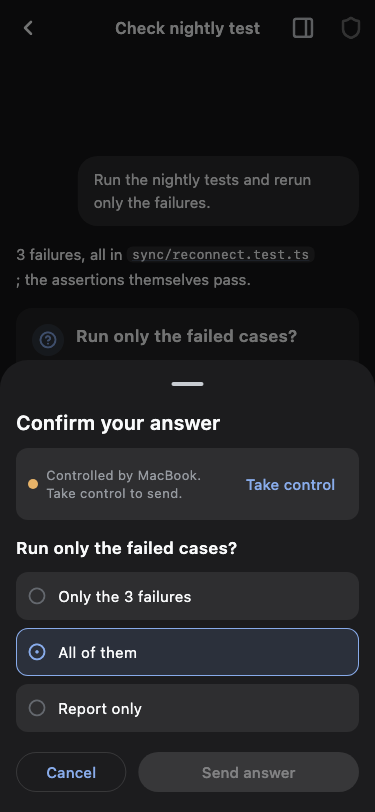 Check nightly test
Run the nightly tests and rerun
only the failures.
3 failures, all in sync/reconnect.test.ts
; the assertions themselves pass.
Run only the failed cases?
Confirm your answer
Controlled by MacBook.
Take control to send.
Take control
Run only the failed cases?
Only the 3 failures
All of them
Report only
Cancel
Send answer